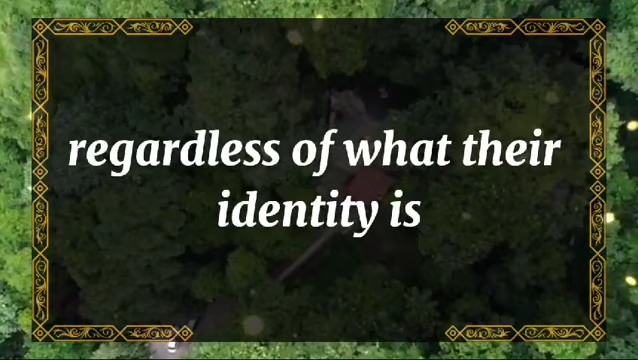 regardless of what their
identity is